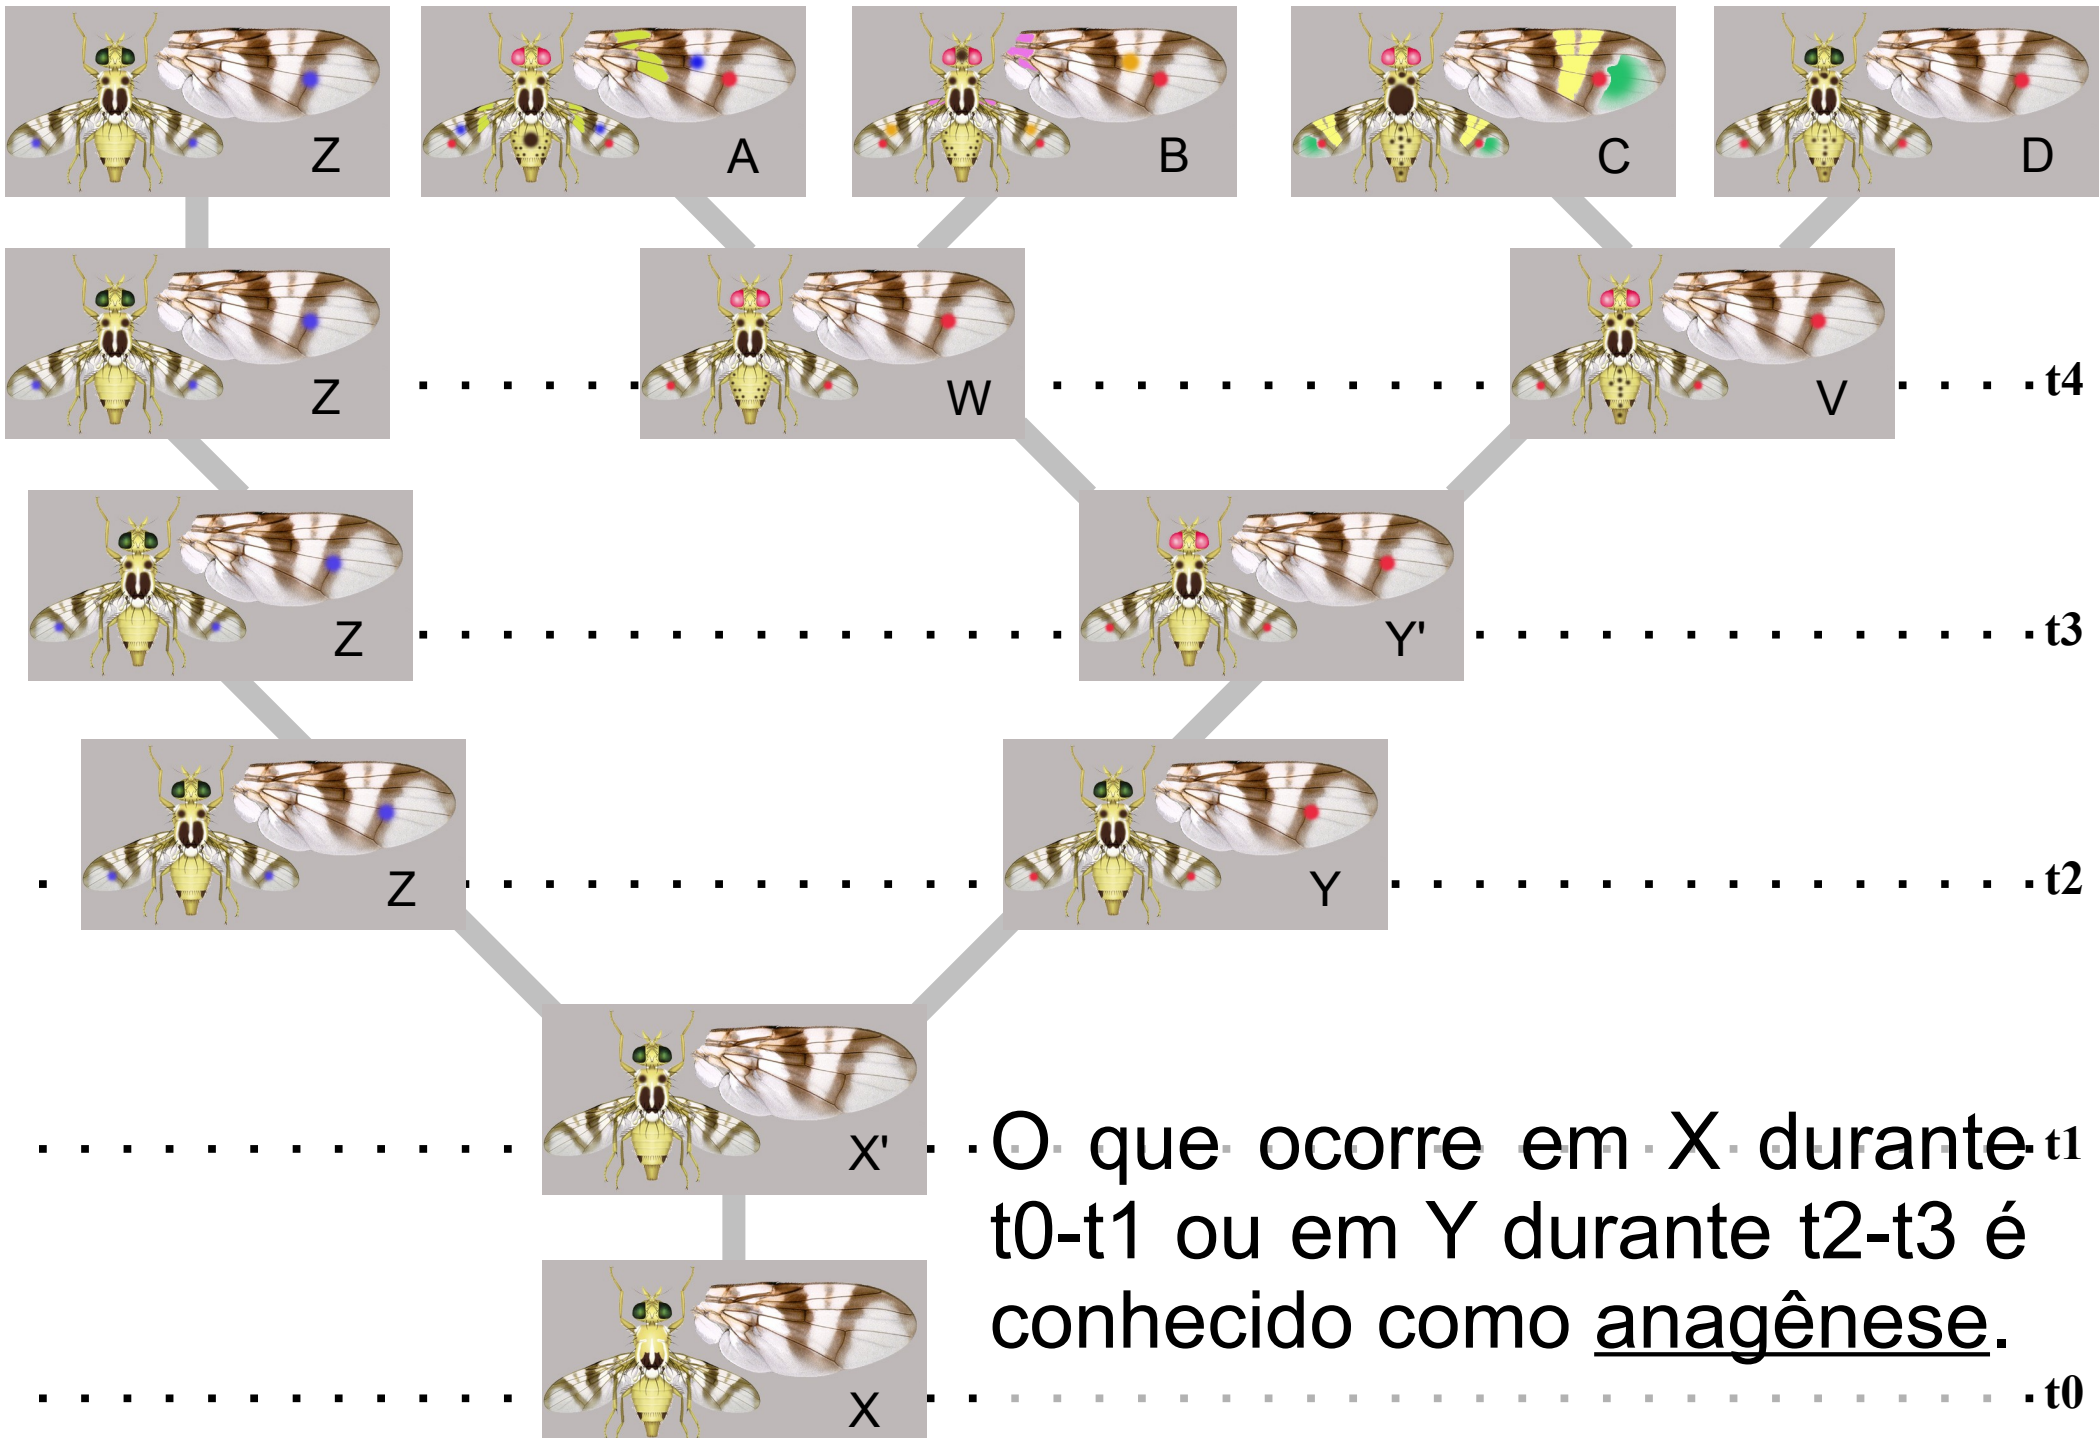 Z
A
B
C
D
Z
W
V
t4
Z
Y'
t3
Z
Y
t2
X'
t1
O que ocorre em X durante
t0-t1 ou em Y durante t2-t3 é
conhecido como anagênese.
X
t0